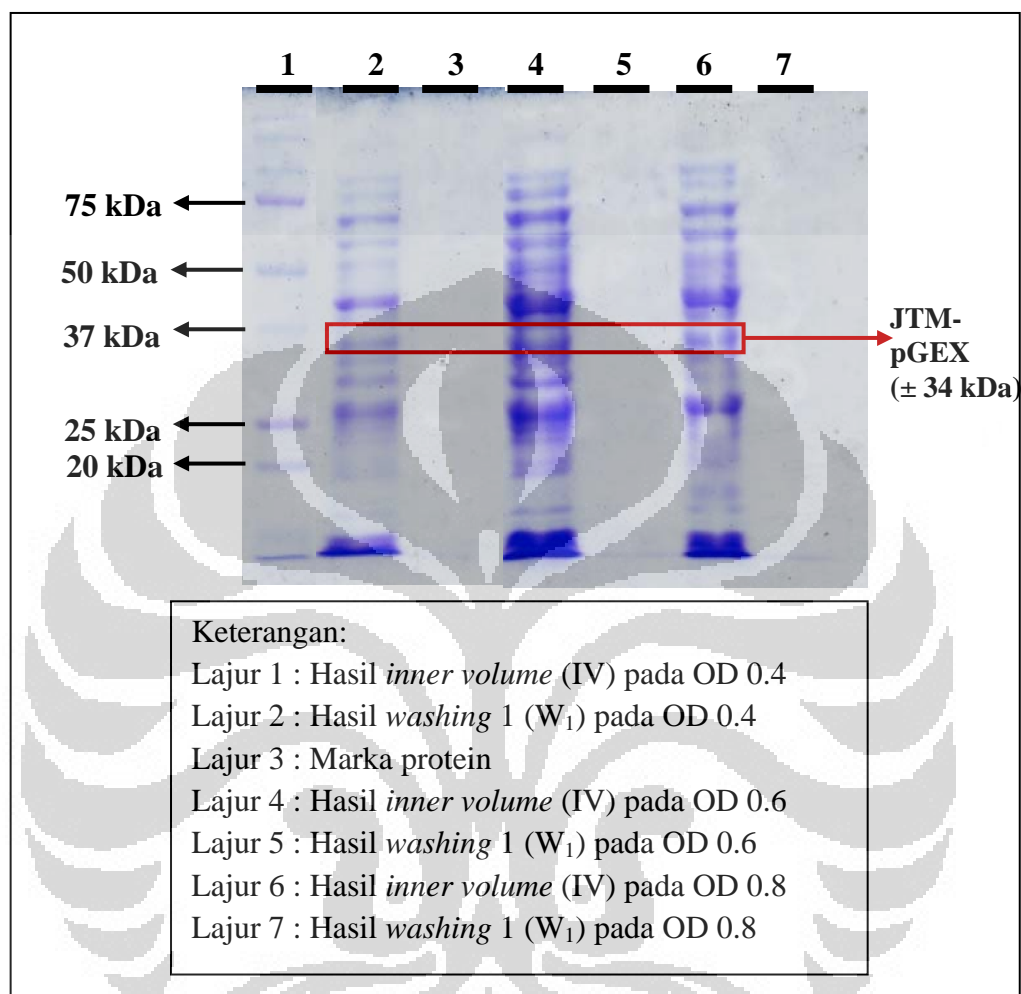 1 2 3 4 5 6 7
75 kDa
50 kDa
37 kDa
25 kDa
20 kDa
JTM-
pGEX
(± 34 kDa)
Keterangan:
Lajur 1 : Hasil inner volume (IV) pada OD 0.4
Lajur 2 : Hasil washing 1 (W₁) pada OD 0.4
Lajur 3 : Marka protein
Lajur 4 : Hasil inner volume (IV) pada OD 0.6
Lajur 5 : Hasil washing 1 (W₁) pada OD 0.6
Lajur 6 : Hasil inner volume (IV) pada OD 0.8
Lajur 7 : Hasil washing 1 (W₁) pada OD 0.8